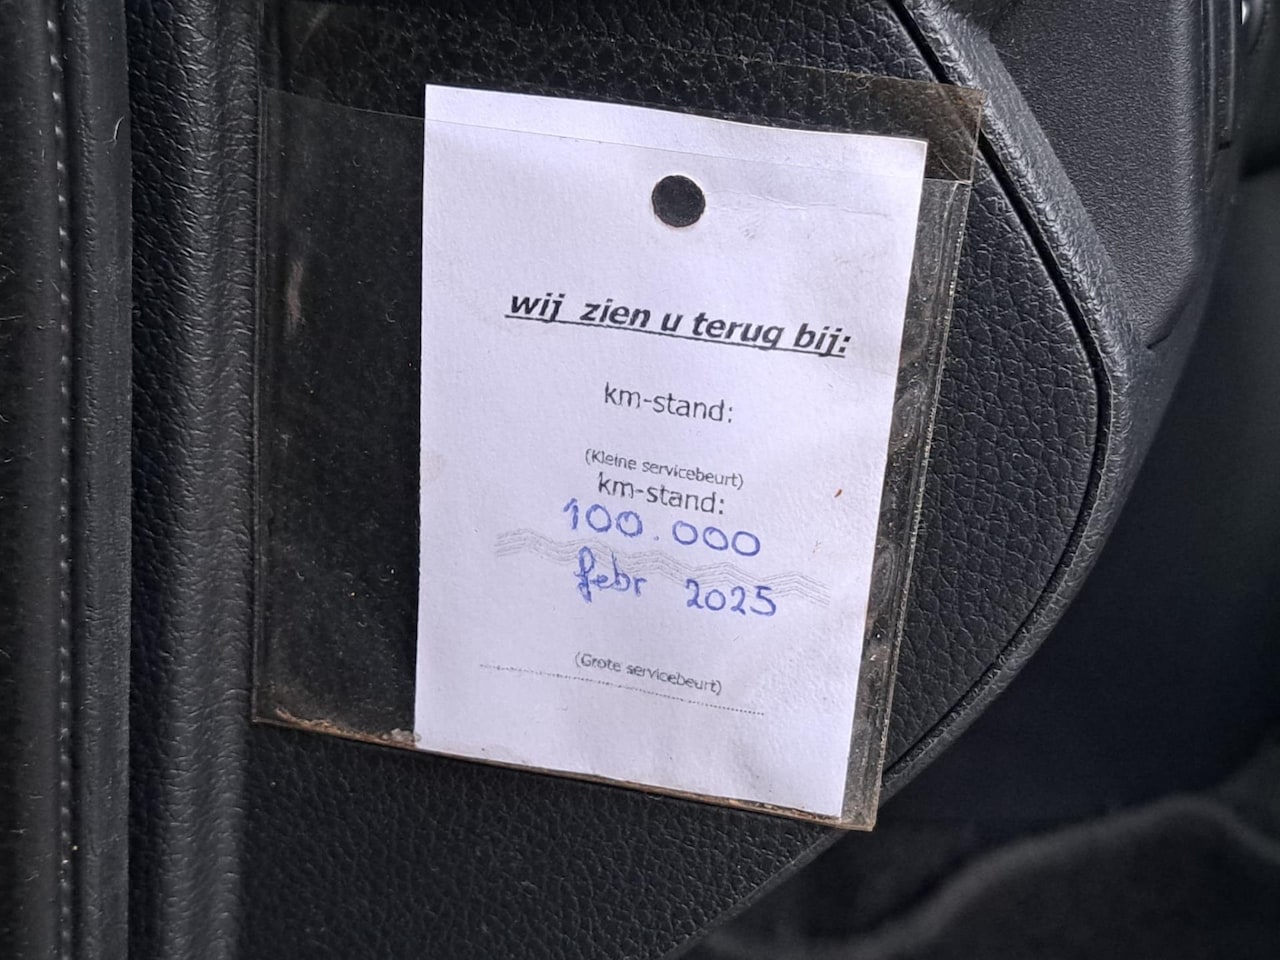 wij zien u terug bij:
km-stand:
(Kleine servicebeurt)
km-stand:
100.000
febr 2025
(Grote servicebeurt)